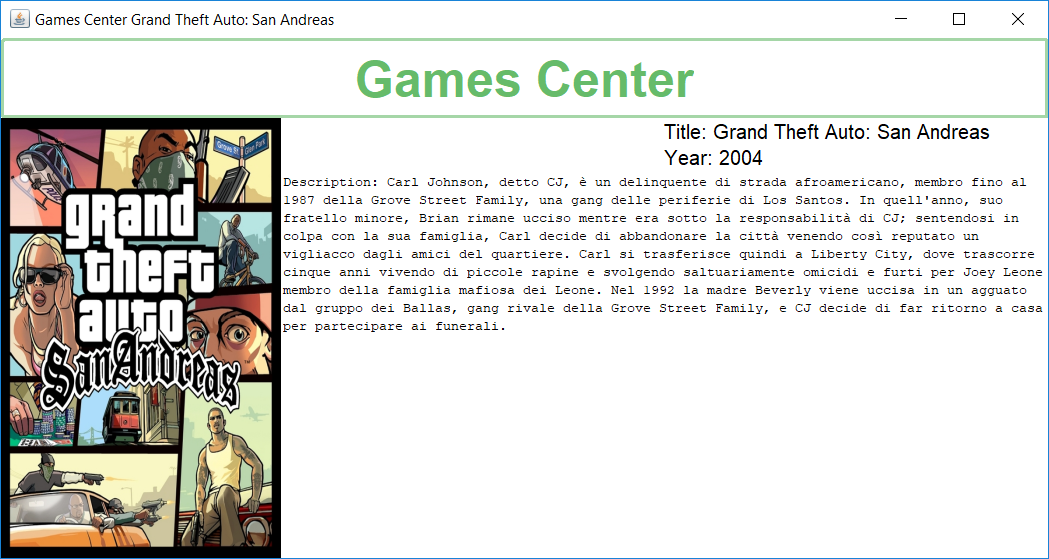 Games Center Grand Theft Auto: San Andreas
Games Center
Grove St
Glen Park
grand
theft
auto
San Andreas
Title: Grand Theft Auto: San Andreas
Year: 2004
Description: Carl Johnson, detto CJ, è un delinquente di strada afroamericano, membro fino al
1987 della Grove Street Family, una gang delle periferie di Los Santos. In quell'anno, suo
fratello minore, Brian rimane ucciso mentre era sotto la responsabilità di CJ; sentendosi in
colpa con la sua famiglia, Carl decide di abbandonare la città venendo così reputato un
vigliacco dagli amici del quartiere. Carl si trasferisce quindi a Liberty City, dove trascorre
cinque anni vivendo di piccole rapine e svolgendo saltuariamente omicidi e furti per Joey Leone
membro della famiglia mafiosa dei Leone. Nel 1992 la madre Beverly viene uccisa in un agguato
dal gruppo dei Ballas, gang rivale della Grove Street Family, e CJ decide di far ritorno a casa
per partecipare ai funerali.